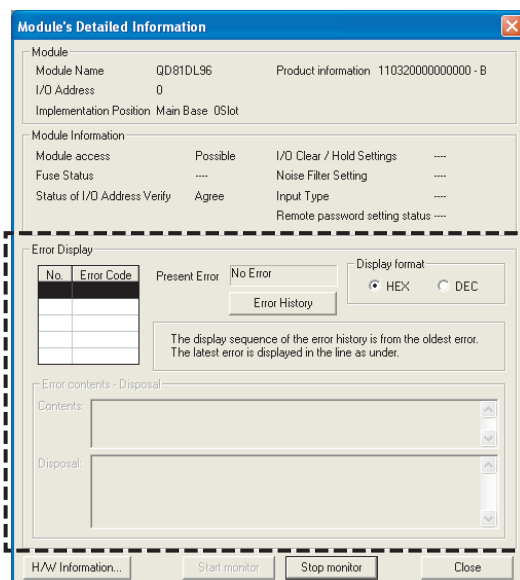 Module's Detailed Information
Module
Module Name QD81DL96 Product information 110320000000000 - B
I/O Address 0
Implementation Position Main Base 0Slot
Module Information
Module access Possible I/O Clear / Hold Settings ----
Fuse Status ---- Noise Filter Setting ----
Status of I/O Address Verify Agree Input Type ----
Remote password setting status ----
Error Display
No. Error Code Present Error No Error Display format
HEX DEC
Error History
The display sequence of the error history is from the oldest error.
The latest error is displayed in the line as under.
Error contents - Disposal
Contents:
Disposal:
H/W Information... Start monitor Stop monitor Close